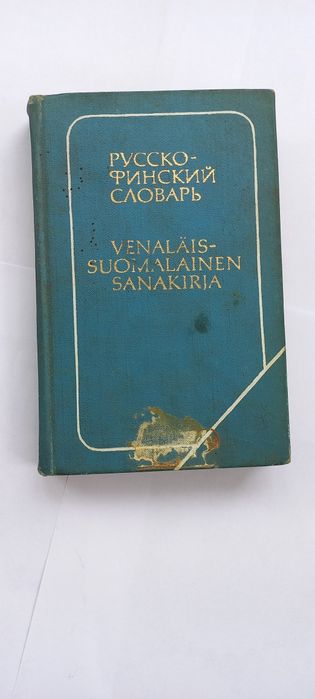 РУССКО-
ФИНСКИЙ
СЛОВАРЬ
VENÄLÄIS-
SUOMALAINEN
SANAKIRJA